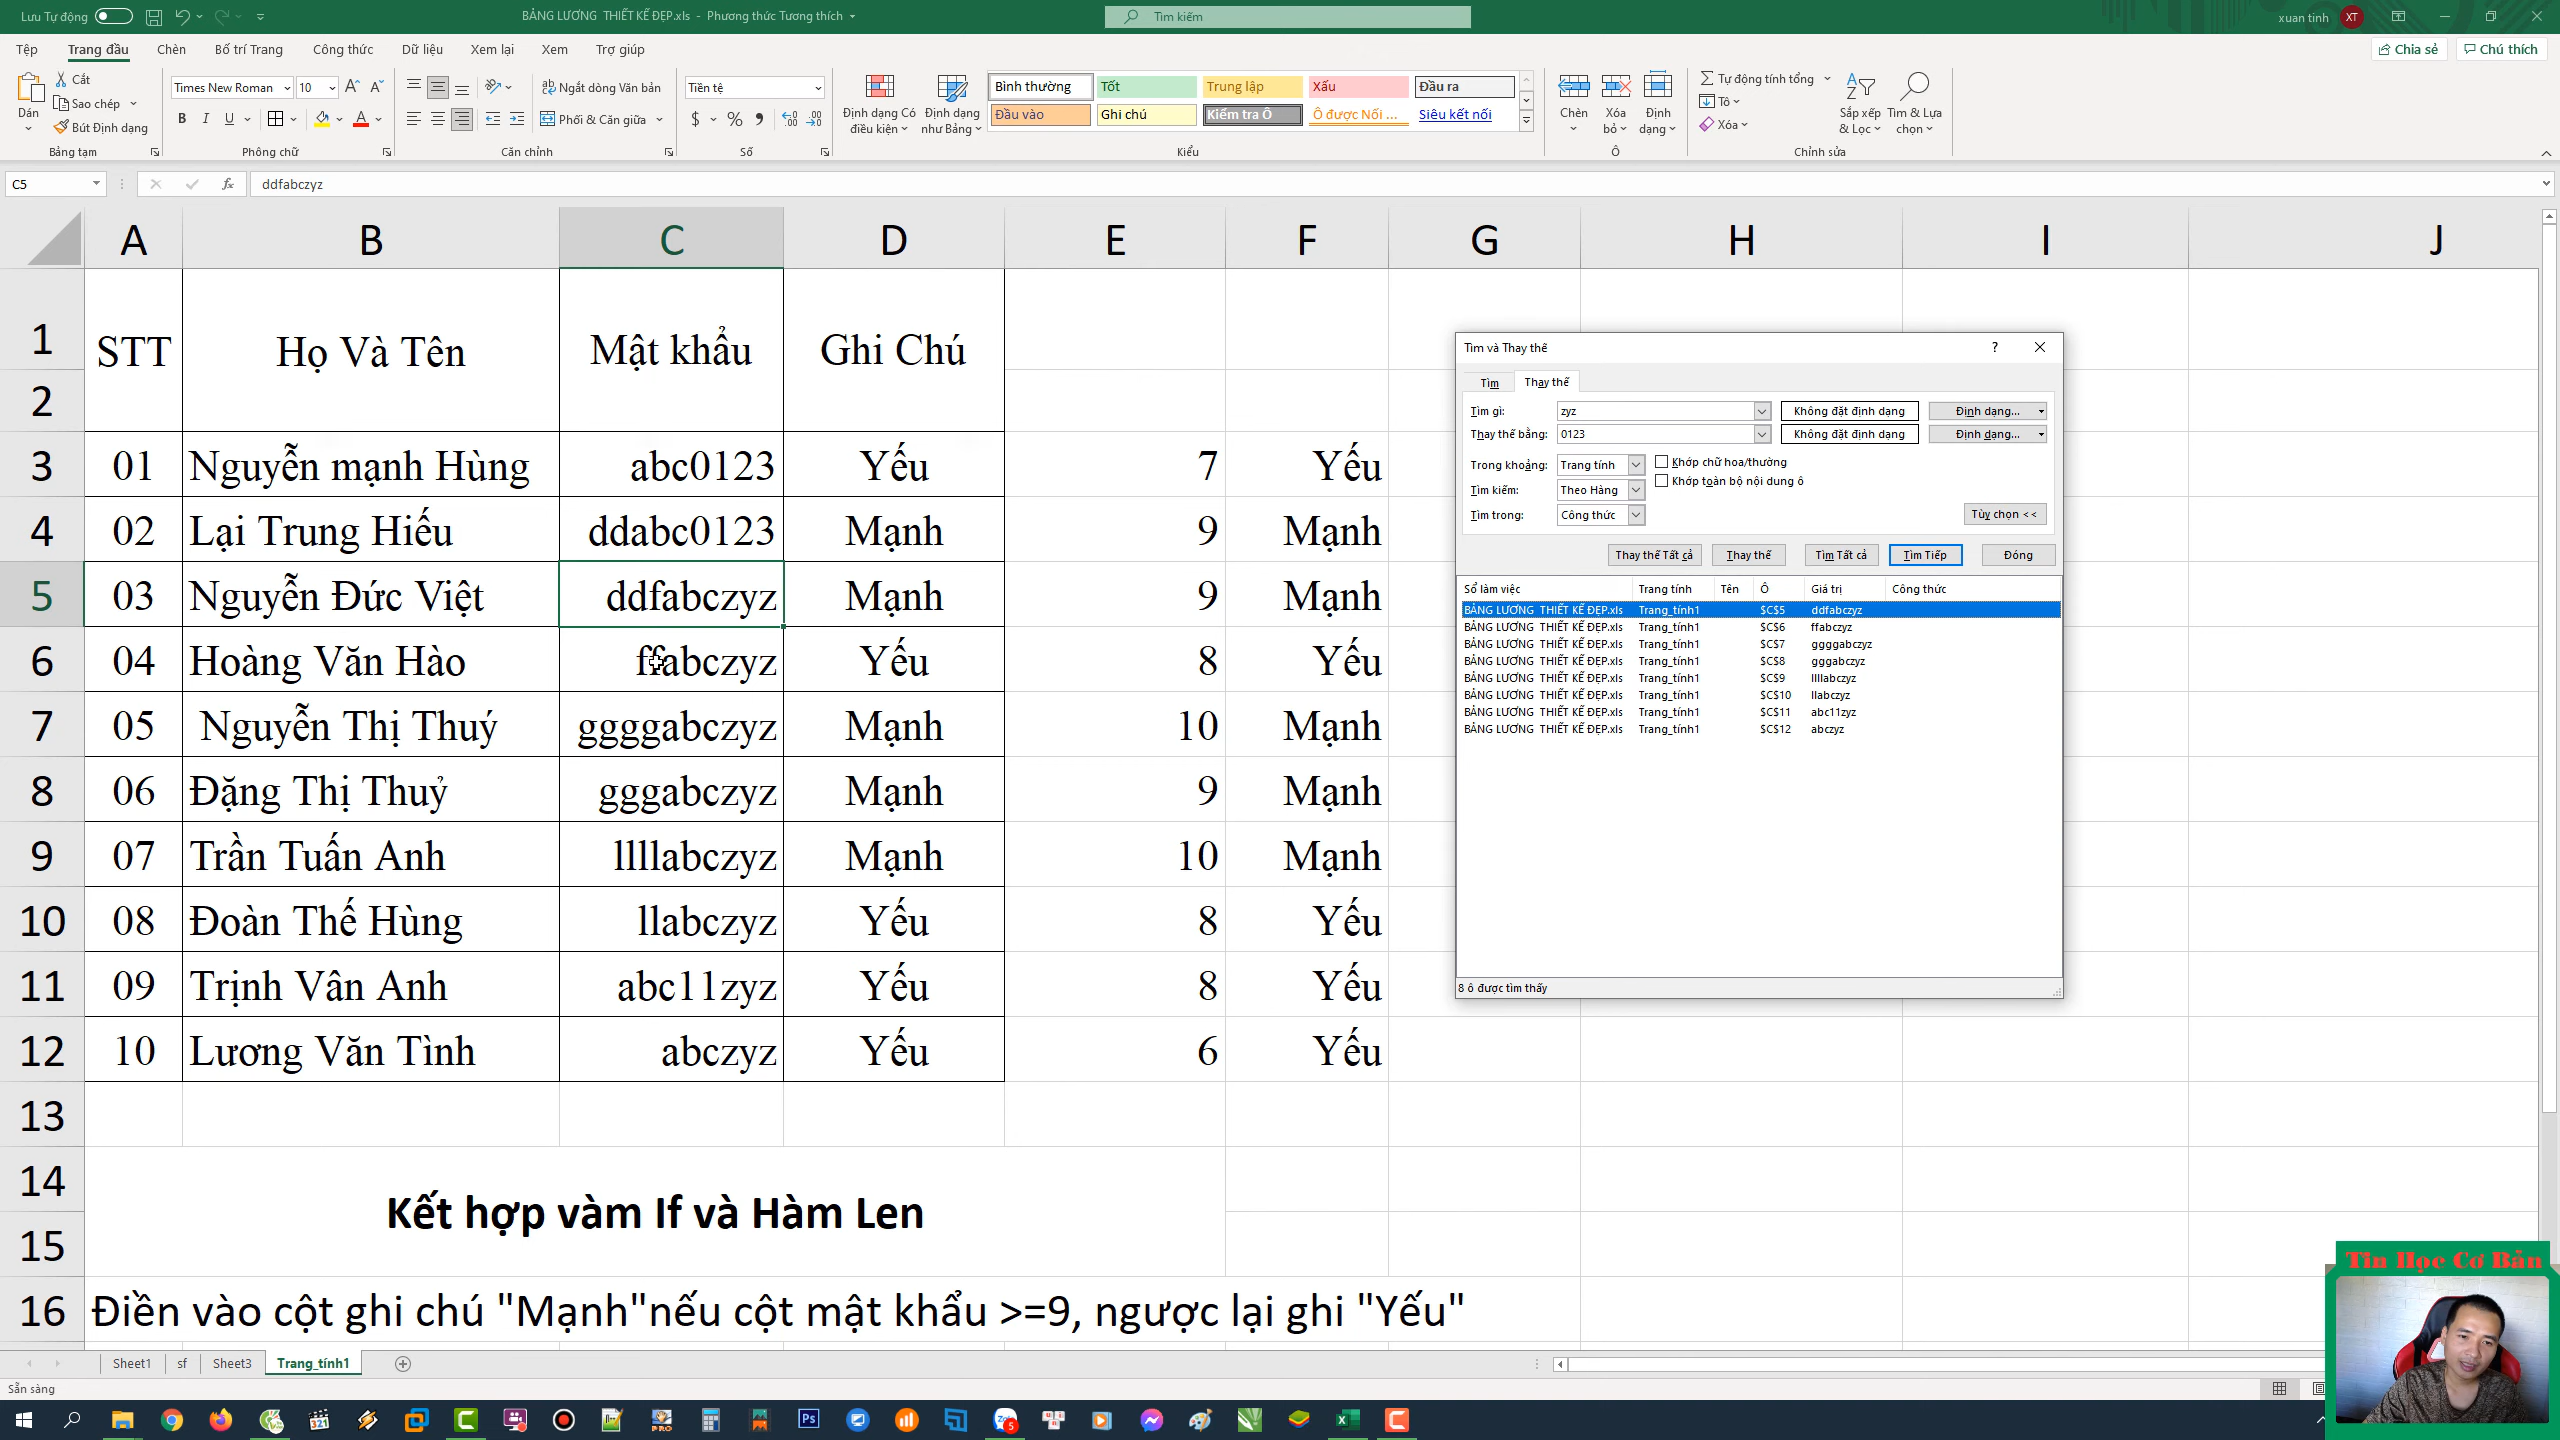 Lưu Tự động
BẢNG LƯƠNG THIẾT KẾ ĐẸP.xls - Phương thức Tương thích
Tìm kiếm
xuan tinh XT
Tệp Trang đầu Chèn Bố trí Trang Công thức Dữ liệu Xem lại Xem Trợ giúp Chia sẻ Chú thích
Dán
Cắt
Sao chép
Bút Định dạng
Bảng tạm
Times New Roman 10
B I U
Phông chữ
Ngắt dòng Văn bản
Phối & Căn giữa
Căn chỉnh
Tiền tệ
$ %
Số
Định dạng Có điều kiện
Định dạng như Bảng
Bình thường Tốt Trung lập Xấu Đầu ra
Đầu vào Ghi chú Kiểm tra Ô Ô được Nối ... Siêu kết nối
Kiểu
Chèn
Xóa bỏ
Định dạng
Ô
Tự động tính tổng
Tô
Xóa
Sắp xếp & Lọc
Tìm & Lựa chọn
Chỉnh sửa
C5 fx ddfabczyz
A B C D E F G H I J
1 STT Họ Và Tên Mật khẩu Ghi Chú
2
3 01 Nguyễn mạnh Hùng abc0123 Yếu 7 Yếu
4 02 Lại Trung Hiếu ddabc0123 Mạnh 9 Mạnh
5 03 Nguyễn Đức Việt ddfabczyz Mạnh 9 Mạnh
6 04 Hoàng Văn Hào ffabczyz Yếu 8 Yếu
7 05 Nguyễn Thị Thuý ggggabczyz Mạnh 10 Mạnh
8 06 Đặng Thị Thuỷ gggabczyz Mạnh 9 Mạnh
9 07 Trần Tuấn Anh llllabczyz Mạnh 10 Mạnh
10 08 Đoàn Thế Hùng llabczyz Yếu 8 Yếu
11 09 Trịnh Vân Anh abc11zyz Yếu 8 Yếu
12 10 Lương Văn Tình abczyz Yếu 6 Yếu
13
14
Kết hợp vàm If và Hàm Len
15
16 Điền vào cột ghi chú "Mạnh"nếu cột mật khẩu >=9, ngược lại ghi "Yếu"
Tìm và Thay thế ?
Tìm Thay thế
Tìm gì: zyz Không đặt định dạng Định dạng...
Thay thế bằng: 0123 Không đặt định dạng Định dạng...
Trong khoảng: Trang tính Khớp chữ hoa/thường
Khớp toàn bộ nội dung ô
Tìm kiếm: Theo Hàng
Tìm trong: Công thức Tùy chọn <<
Thay thế Tất cả Thay thế Tìm Tất cả Tìm Tiếp Đóng
Sổ làm việc Trang tính Tên Ô Giá trị Công thức
BẢNG LƯƠNG THIẾT KẾ ĐẸP.xls Trang_tính1 $C$5 ddfabczyz
BẢNG LƯƠNG THIẾT KẾ ĐẸP.xls Trang_tính1 $C$6 ffabczyz
BẢNG LƯƠNG THIẾT KẾ ĐẸP.xls Trang_tính1 $C$7 ggggabczyz
BẢNG LƯƠNG THIẾT KẾ ĐẸP.xls Trang_tính1 $C$8 gggabczyz
BẢNG LƯƠNG THIẾT KẾ ĐẸP.xls Trang_tính1 $C$9 llllabczyz
BẢNG LƯƠNG THIẾT KẾ ĐẸP.xls Trang_tính1 $C$10 llabczyz
BẢNG LƯƠNG THIẾT KẾ ĐẸP.xls Trang_tính1 $C$11 abc11zyz
BẢNG LƯƠNG THIẾT KẾ ĐẸP.xls Trang_tính1 $C$12 abczyz
8 ô được tìm thấy
Tin Học Cơ Bản
Sheet1 sf Sheet3 Trang_tính1
Sẵn sàng